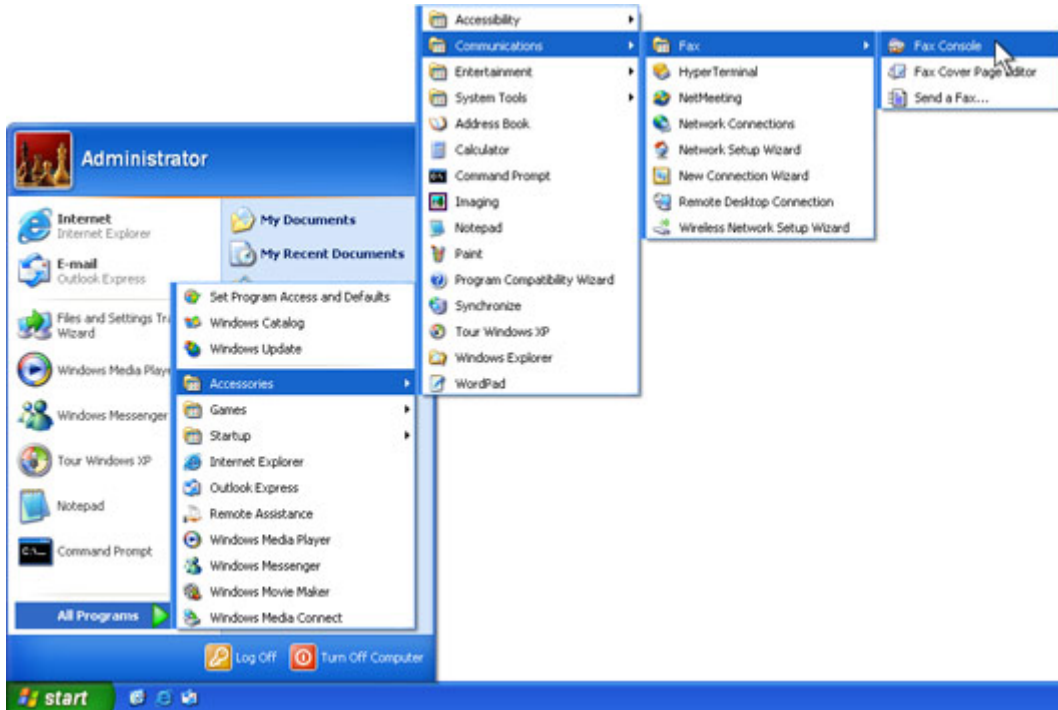 Administrator
Internet
Internet Explorer
E-mail
Outlook Express
Files and Settings
Wizard
Windows Media
Windows Messenger
Tour Windows XP
Notepad
Command Prompt
All Programs
My Documents
My Recent Documents
Set Program Access and Defaults
Windows Catalog
Windows Update
Accessories
Games
Startup
Internet Explorer
Outlook Express
Remote Assistance
Windows Media Player
Windows Messenger
Windows Movie Maker
Windows Media Connect
Accessibility
Communications
Entertainment
System Tools
Address Book
Calculator
Command Prompt
Imaging
Notepad
Paint
Program Compatibility Wizard
Synchronize
Tour Windows XP
Windows Explorer
WordPad
Fax
HyperTerminal
NetMeeting
Network Connections
Network Setup Wizard
New Connection Wizard
Remote Desktop Connection
Wireless Network Setup Wizard
Fax Console
Fax Cover Page Editor
Send a Fax...
Log Off
Turn Off Computer
start